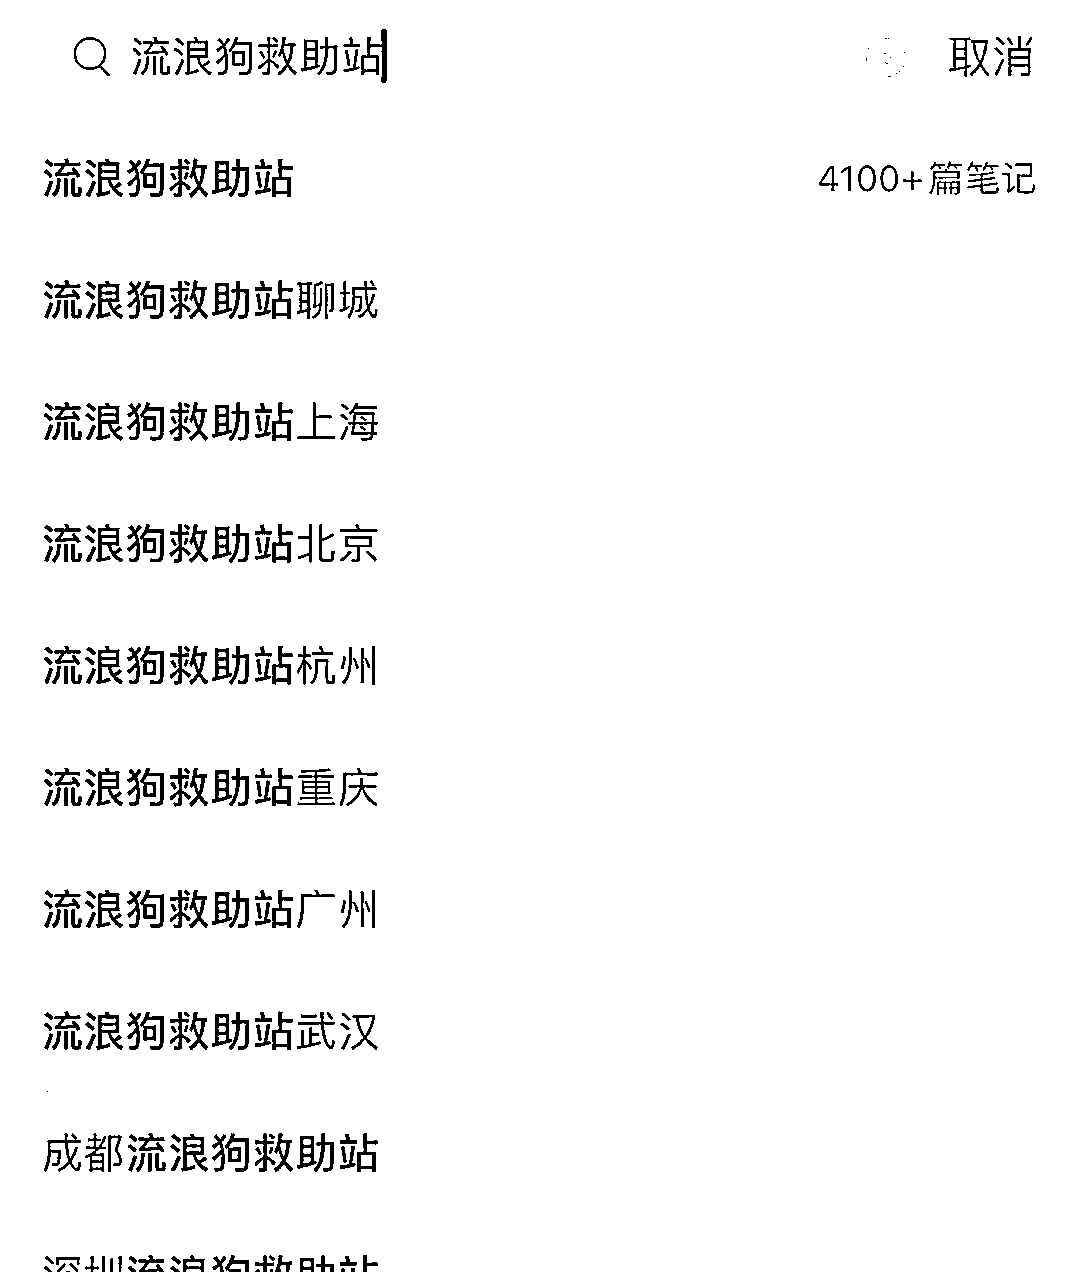 流浪狗救助站 取消
流浪狗救助站 4100+篇笔记
流浪狗救助站聊城
流浪狗救助站上海
流浪狗救助站北京
流浪狗救助站杭州
流浪狗救助站重庆
流浪狗救助站广州
流浪狗救助站武汉
成都流浪狗救助站
深圳流浪狗救助站